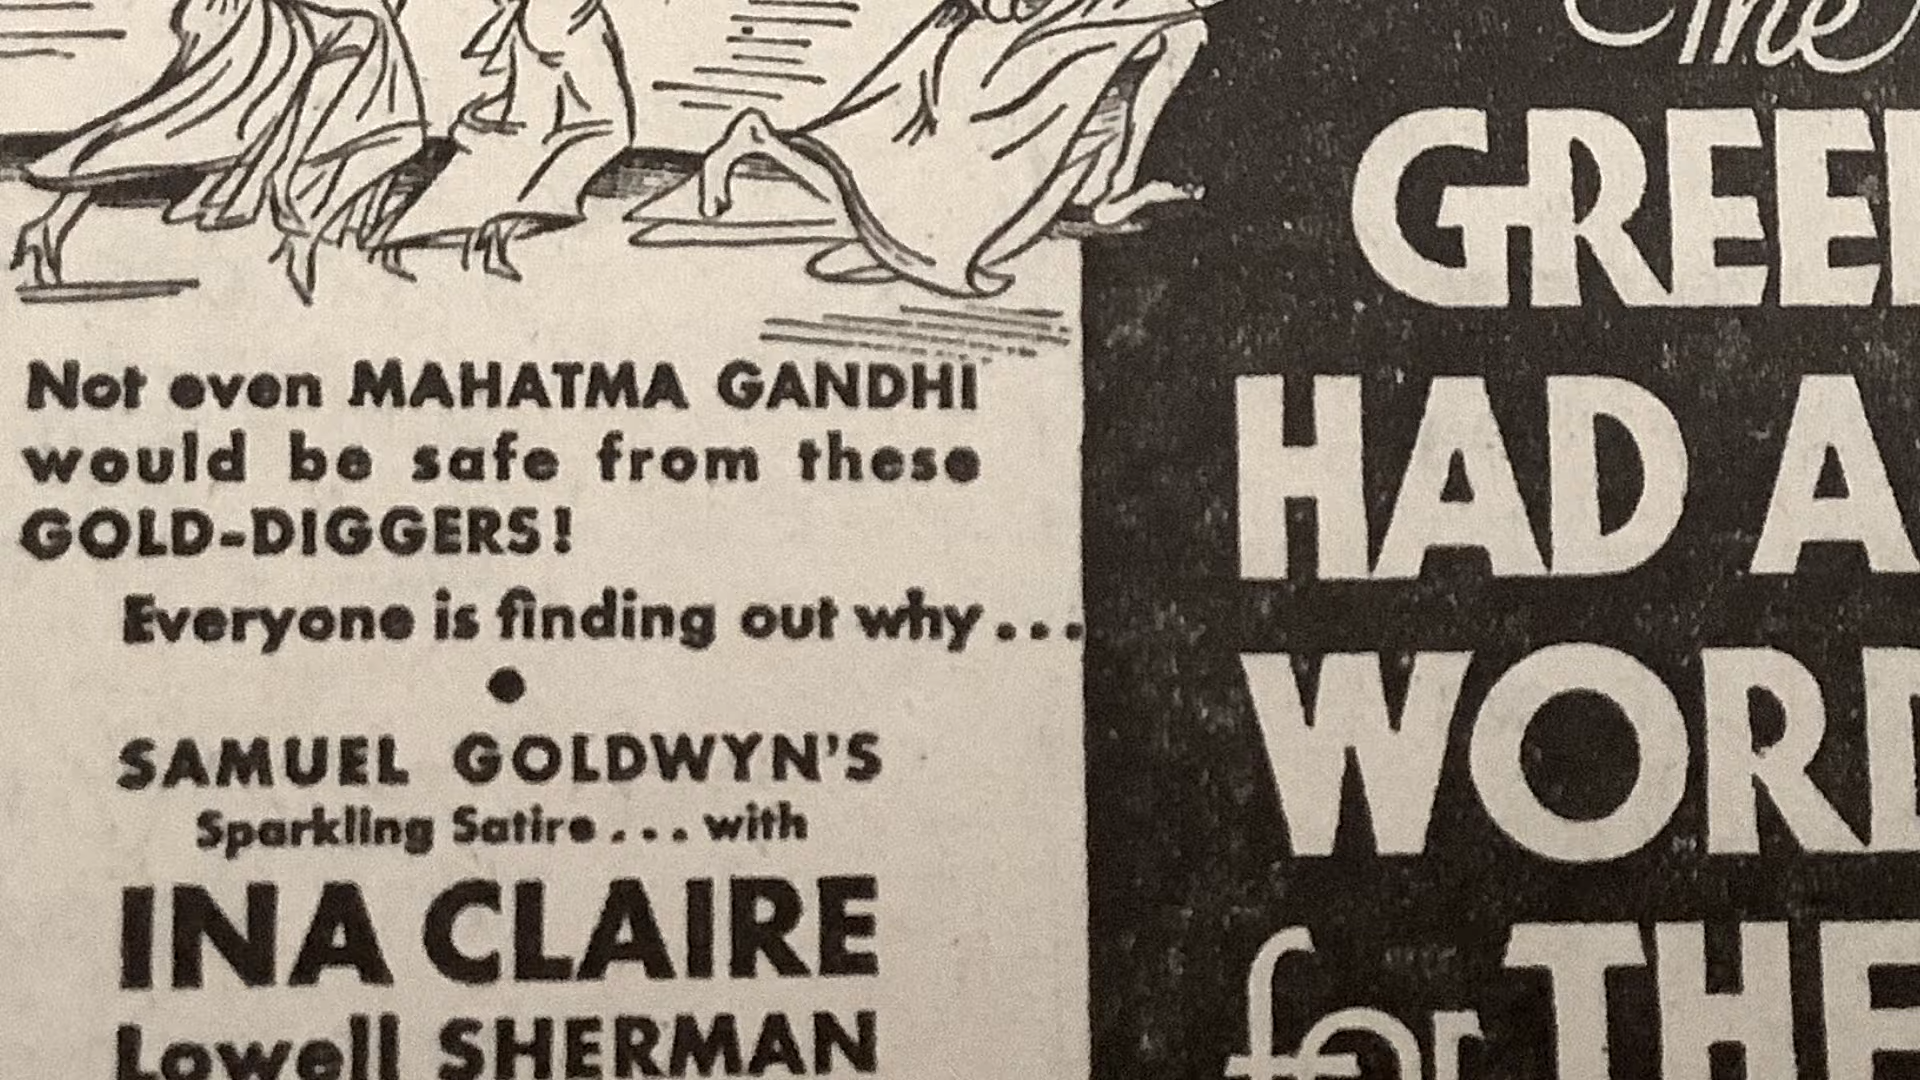 Not even MAHATMA GANDHI
would be safe from these
GOLD-DIGGERS!
Everyone is finding out why...
●
SAMUEL GOLDWYN'S
Sparkling Satire... with
INA CLAIRE
Lowell SHERMAN
The
GREE
HAD A
WORD
for THE